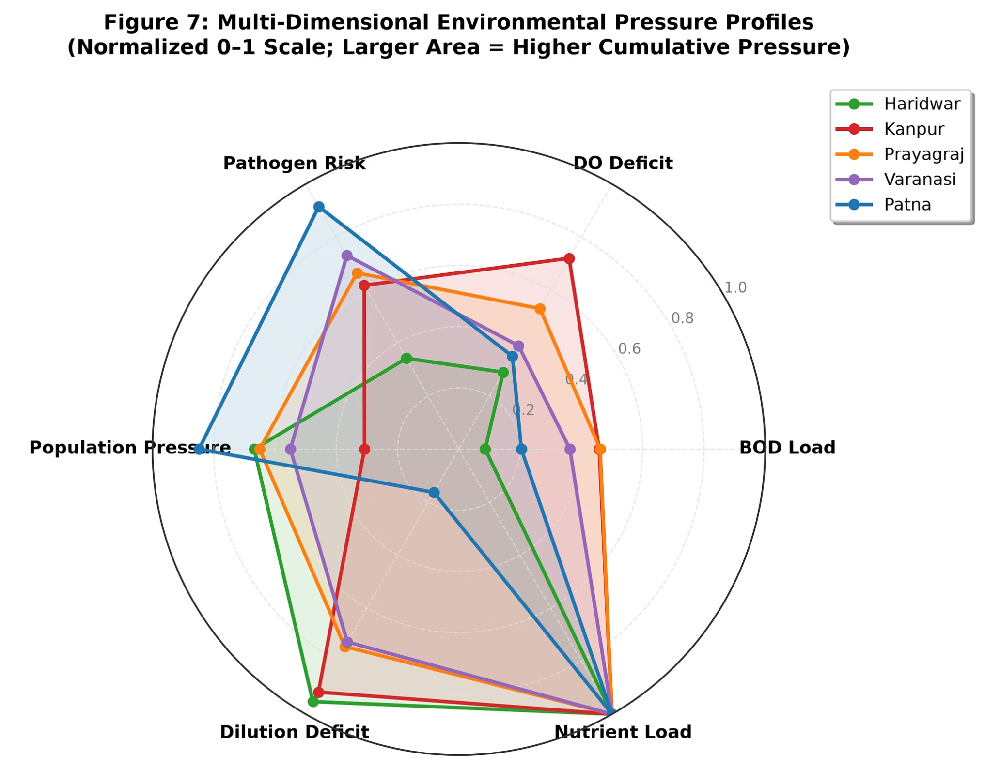 Figure 7: Multi-Dimensional Environmental Pressure Profiles
(Normalized 0–1 Scale; Larger Area = Higher Cumulative Pressure)
Haridwar
Kanpur
Prayagraj
Varanasi
Patna
Pathogen Risk
DO Deficit
1.0
0.8
0.6
0.4
0.2
Population Pressure
BOD Load
Dilution Deficit
Nutrient Load